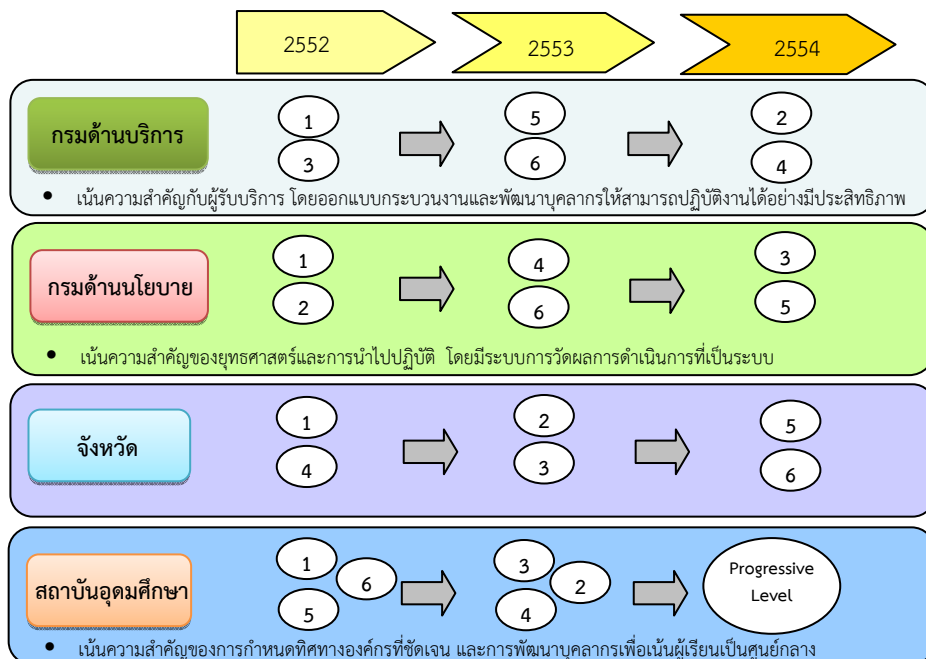 2552 2553 2554
กรมด้านบริการ
1 5 2
3 6 4
• เน้นความสำคัญกับผู้รับบริการ โดยออกแบบกระบวนงานและพัฒนาบุคลากรให้สามารถปฏิบัติงานได้อย่างมีประสิทธิภาพ
กรมด้านนโยบาย
1 4 3
2 6 5
• เน้นความสำคัญของยุทธศาสตร์และการนำไปปฏิบัติ โดยมีระบบการวัดผลการดำเนินการที่เป็นระบบ
จังหวัด
1 2 5
4 3 6
สถาบันอุดมศึกษา
1 3
6 2
5 4
Progressive
Level
• เน้นความสำคัญของการกำหนดทิศทางองค์กรที่ชัดเจน และการพัฒนาบุคลากรเพื่อเน้นผู้เรียนเป็นศูนย์กลาง